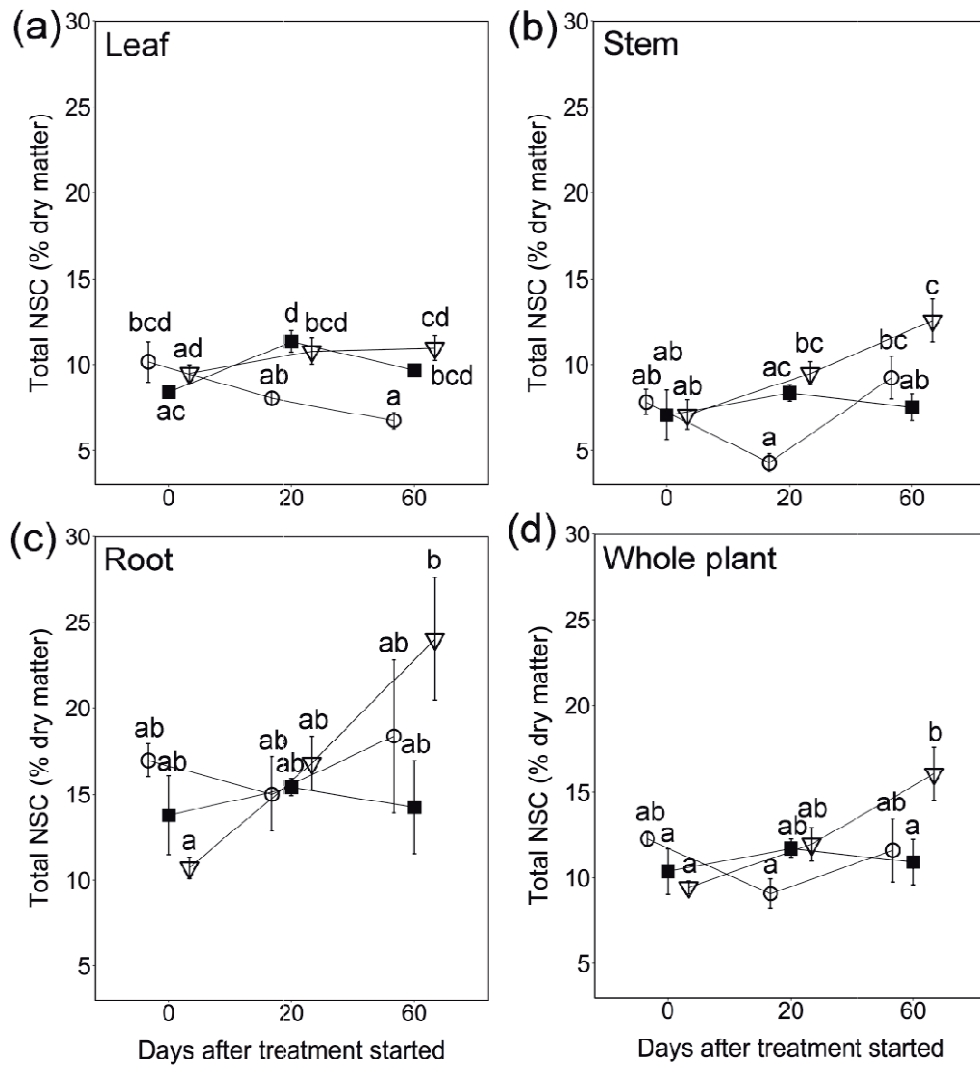 (a) Leaf
30
25
20
15
10
5
Total NSC (% dry matter)
bcd
ad
ac
d
bcd
ab
cd
bcd
a
0 20 60
(b) Stem
30
25
20
15
10
5
Total NSC (% dry matter)
ab
ab
ab
ac
bc
a
c
bc
ab
0 20 60
(c) Root
30
25
20
15
10
5
Total NSC (% dry matter)
ab
ab
a
ab
ab
ab
b
ab
ab
0 20 60
Days after treatment started
(d) Whole plant
30
25
20
15
10
5
Total NSC (% dry matter)
ab
a
a
ab
ab
a
b
ab
a
0 20 60
Days after treatment started